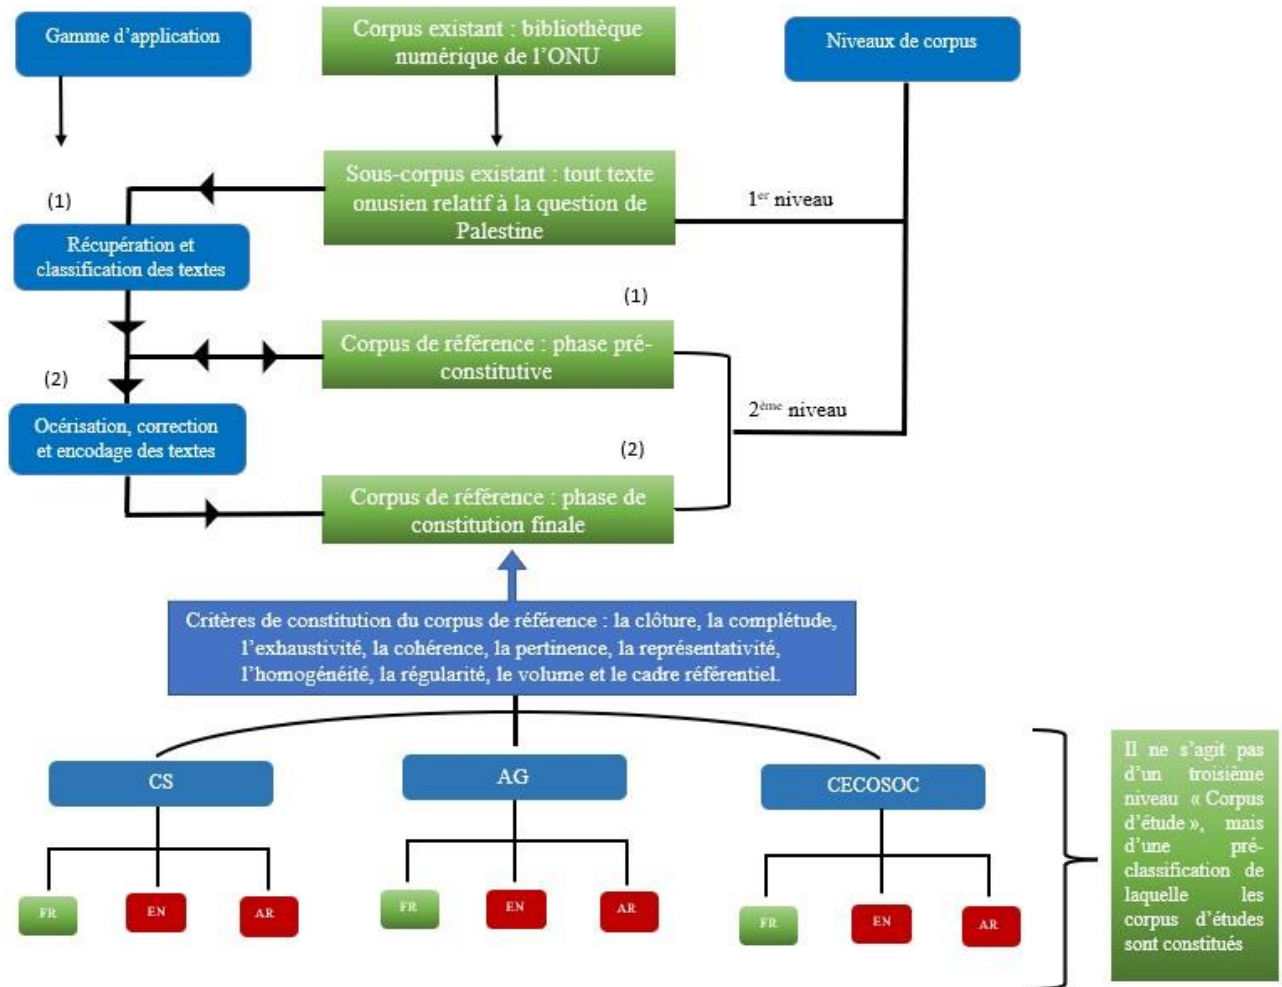 Gamme d’application
Corpus existant : bibliothèque
numérique de l’ONU
Niveaux de corpus
Sous-corpus existant : tout texte
onusien relatif à la question de
Palestine
1er niveau
(1)
Récupération et
classification des textes
(1)
Corpus de référence : phase pré-
constitutive
(2)
2ème niveau
Océrisation, correction
et encodage des textes
(2)
Corpus de référence : phase de
constitution finale
Critères de constitution du corpus de référence : la clôture, la complétude,
l’exhaustivité, la cohérence, la pertinence, la représentativité,
l’homogénéité, la régularité, le volume et le cadre référentiel.
CS
AG
CECOSOC
FR
EN
AR
FR
EN
AR
FR
EN
AR
Il ne s’agit pas
d’un troisième
niveau « Corpus
d’étude », mais
d’une pré-
classification de
laquelle les
corpus d’études
sont constitués